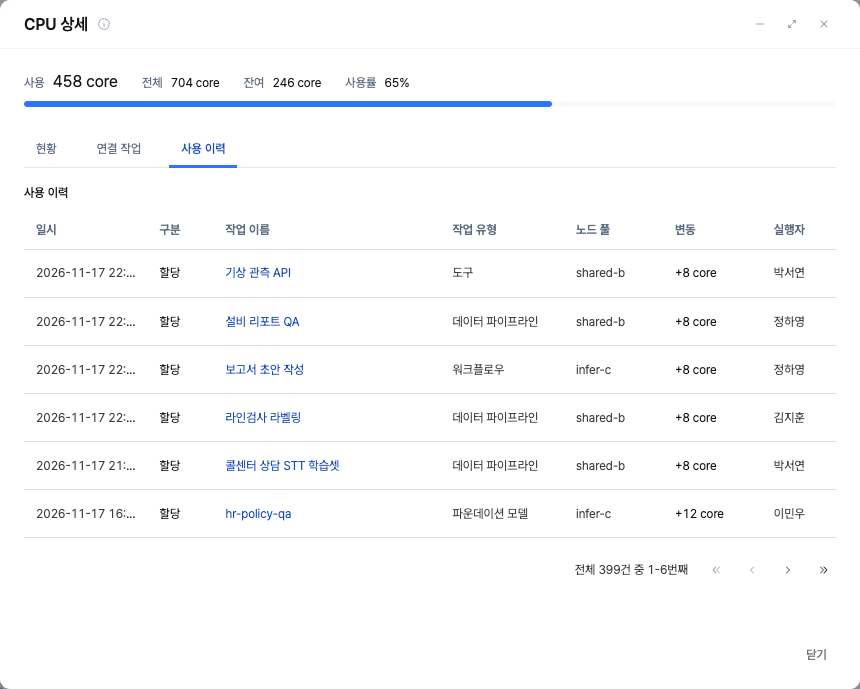 CPU 상세
사용 458 core 전체 704 core 잔여 246 core 사용률 65%
현황 연결 작업 사용 이력
사용 이력
일시 구분 작업 이름 작업 유형 노드 풀 변동 실행자
2026-11-17 22:... 할당 기상 관측 API 도구 shared-b +8 core 박서연
2026-11-17 22:... 할당 설비 리포트 QA 데이터 파이프라인 shared-b +8 core 정하영
2026-11-17 22:... 할당 보고서 초안 작성 워크플로우 infer-c +8 core 정하영
2026-11-17 22:... 할당 라인검사 라벨링 데이터 파이프라인 shared-b +8 core 김지훈
2026-11-17 21:... 할당 콜센터 상담 STT 학습셋 데이터 파이프라인 shared-b +8 core 박서연
2026-11-17 16:... 할당 hr-policy-qa 파운데이션 모델 infer-c +12 core 이민우
전체 399건 중 1-6번째
닫기